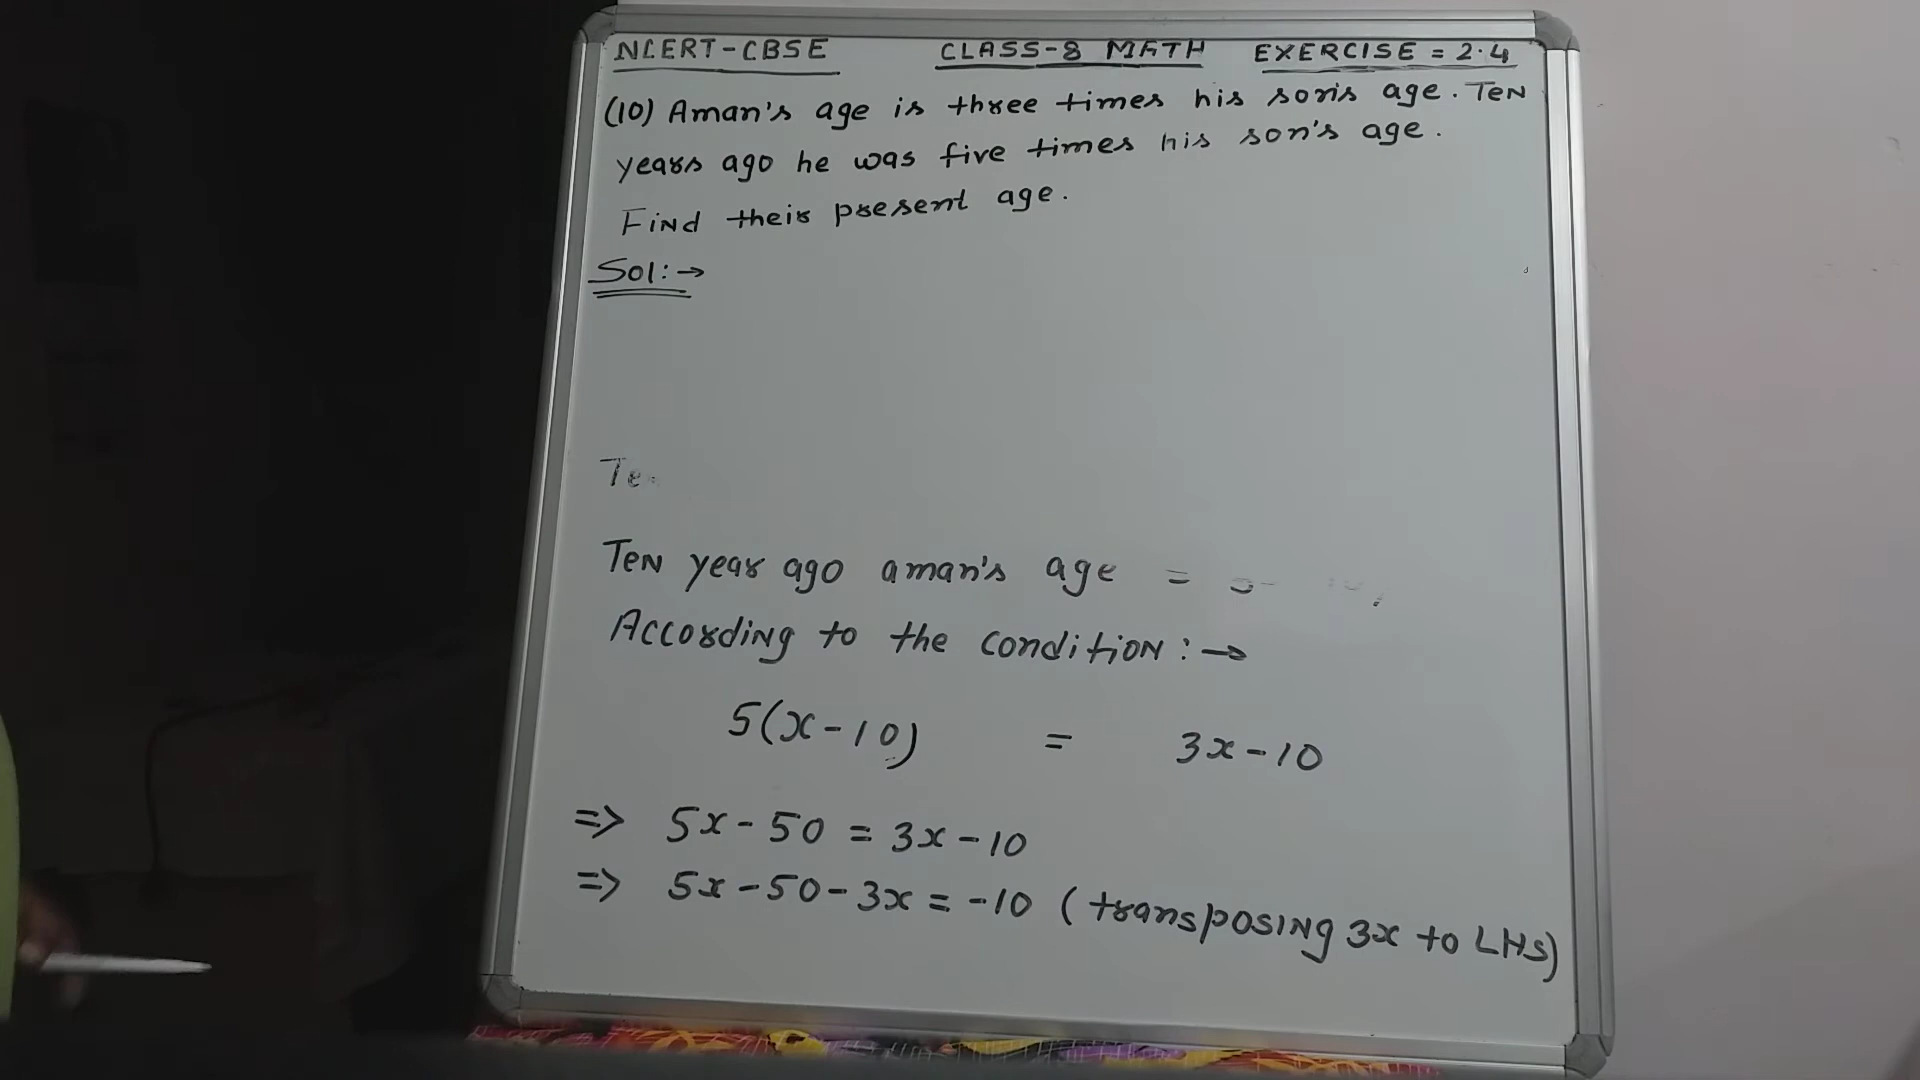 NCERT-CBSE CLASS-8 MATH EXERCISE = 2.4
(10) Aman's age is three times his son's age. Ten
years ago he was five times his son's age.
Find their present age.
Sol:→
Te
Ten year ago aman's age =
According to the condition:→
5(x-10) = 3x-10
=> 5x-50 = 3x-10
=> 5x-50-3x = -10 (transposing 3x to LHS)